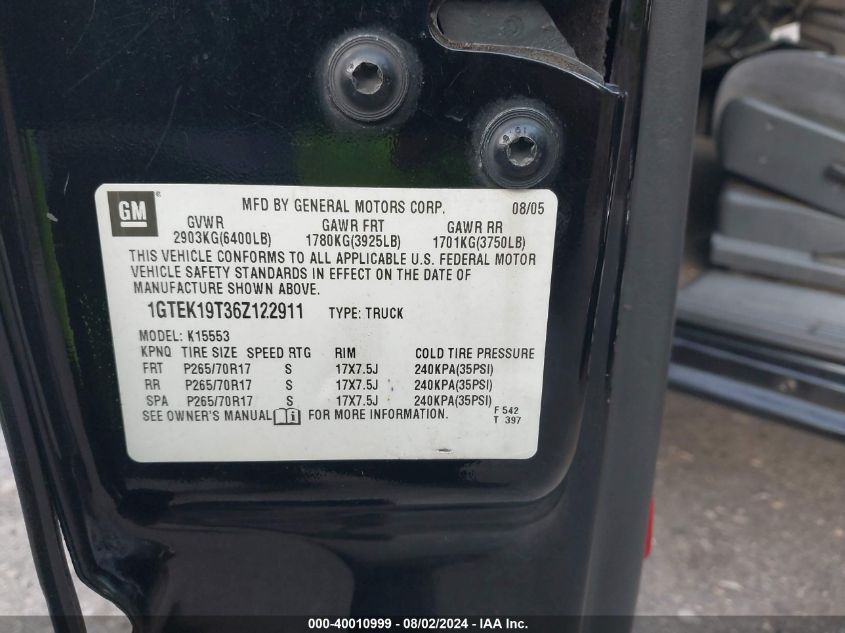 GM ®
MFD BY GENERAL MOTORS CORP. 08/05
GVWR GAWR FRT GAWR RR
2903KG(6400LB) 1780KG(3925LB) 1701KG(3750LB)
THIS VEHICLE CONFORMS TO ALL APPLICABLE U.S. FEDERAL MOTOR
VEHICLE SAFETY STANDARDS IN EFFECT ON THE DATE OF
MANUFACTURE SHOWN ABOVE.
1GTEK19T36Z122911 TYPE: TRUCK
MODEL: K15553
KPNQ TIRE SIZE SPEED RTG RIM COLD TIRE PRESSURE
FRT P265/70R17 S 17X7.5J 240KPA(35PSI)
RR P265/70R17 S 17X7.5J 240KPA(35PSI)
SPA P265/70R17 S 17X7.5J 240KPA(35PSI)
SEE OWNER'S MANUAL i FOR MORE INFORMATION.
F 542
T 397
000-40010999 - 08/02/2024 - IAA Inc.